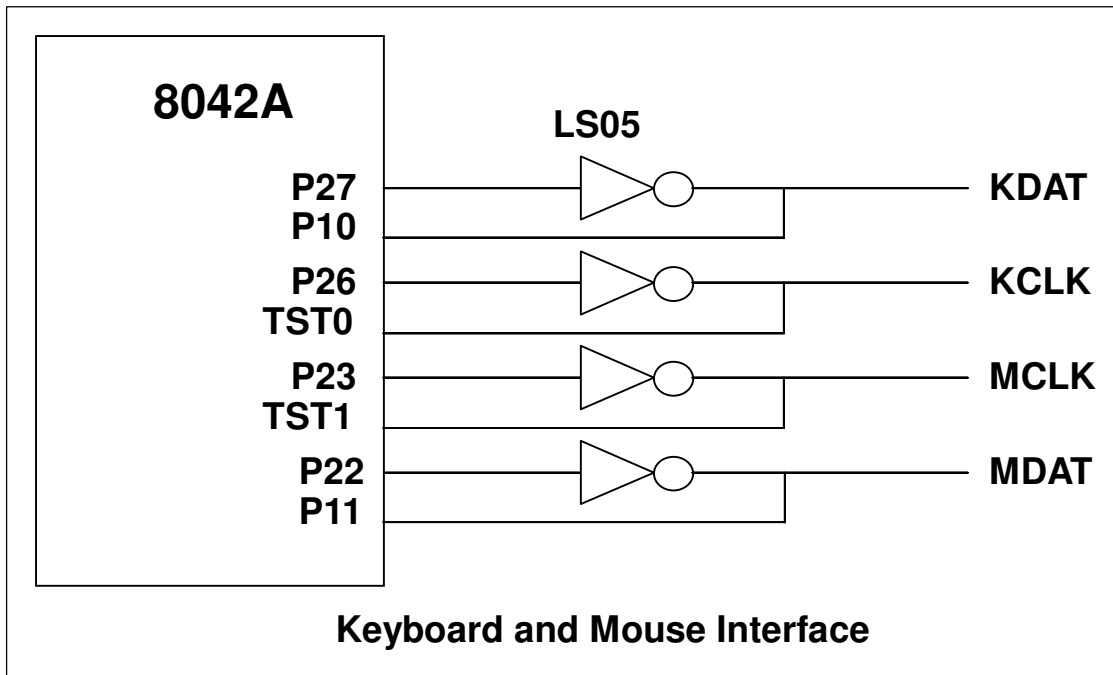 8042A
LS05
P27
KDAT
P10
P26
KCLK
TST0
P23
MCLK
TST1
P22
MDAT
P11
Keyboard and Mouse Interface